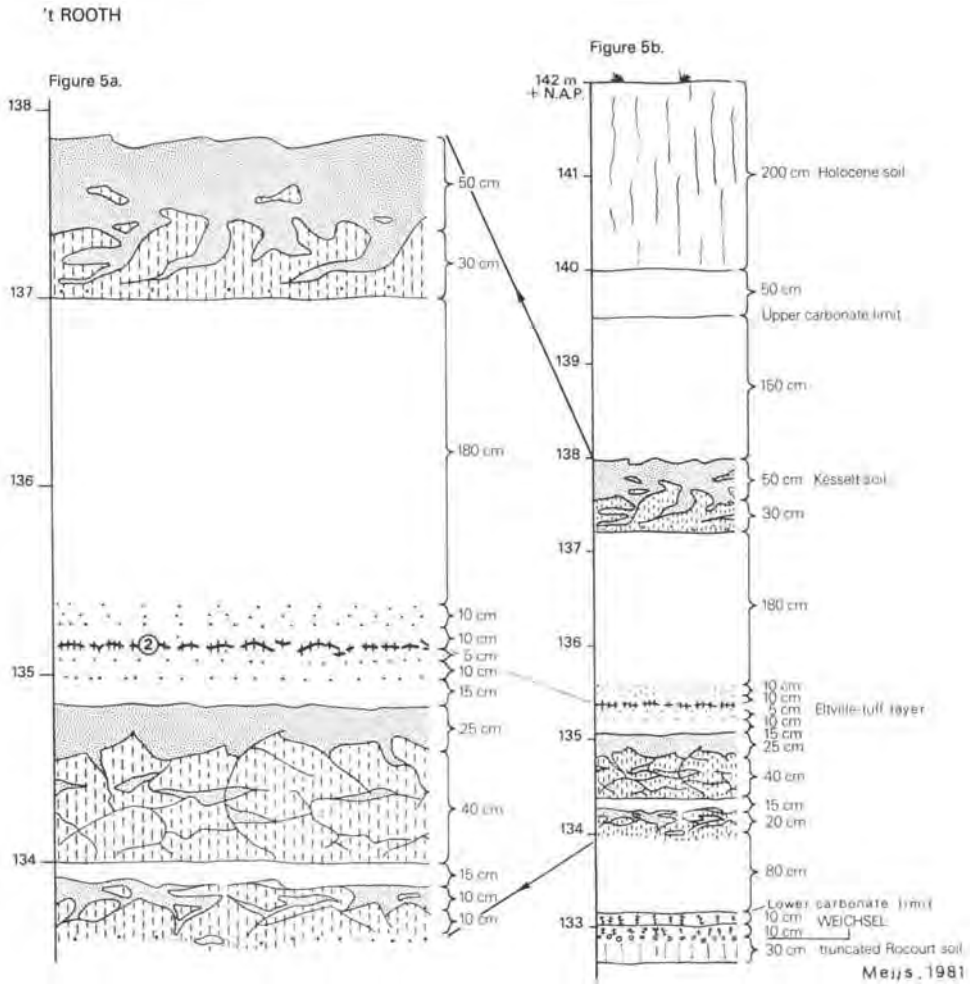 't ROOTH
Figure 5a.
138
50 cm
30 cm
137
180 cm
136
10 cm
10 cm
2
5 cm
10 cm
135
15 cm
25 cm
40 cm
134
15 cm
10 cm
10 cm
Figure 5b.
142 m
+ N.A.P.
141
200 cm Holocene soil
140
50 cm
Upper carbonate limit
139
150 cm
138
50 cm Kesselt soil
30 cm
137
180 cm
136
10 cm
10 cm
5 cm Eltville-tuff layer
10 cm
135
15 cm
25 cm
40 cm
15 cm
20 cm
134
80 cm
Lower carbonate limit
10 cm WEICHSEL
133
10 cm
30 cm truncated Rocourt soil
Meijs, 1981